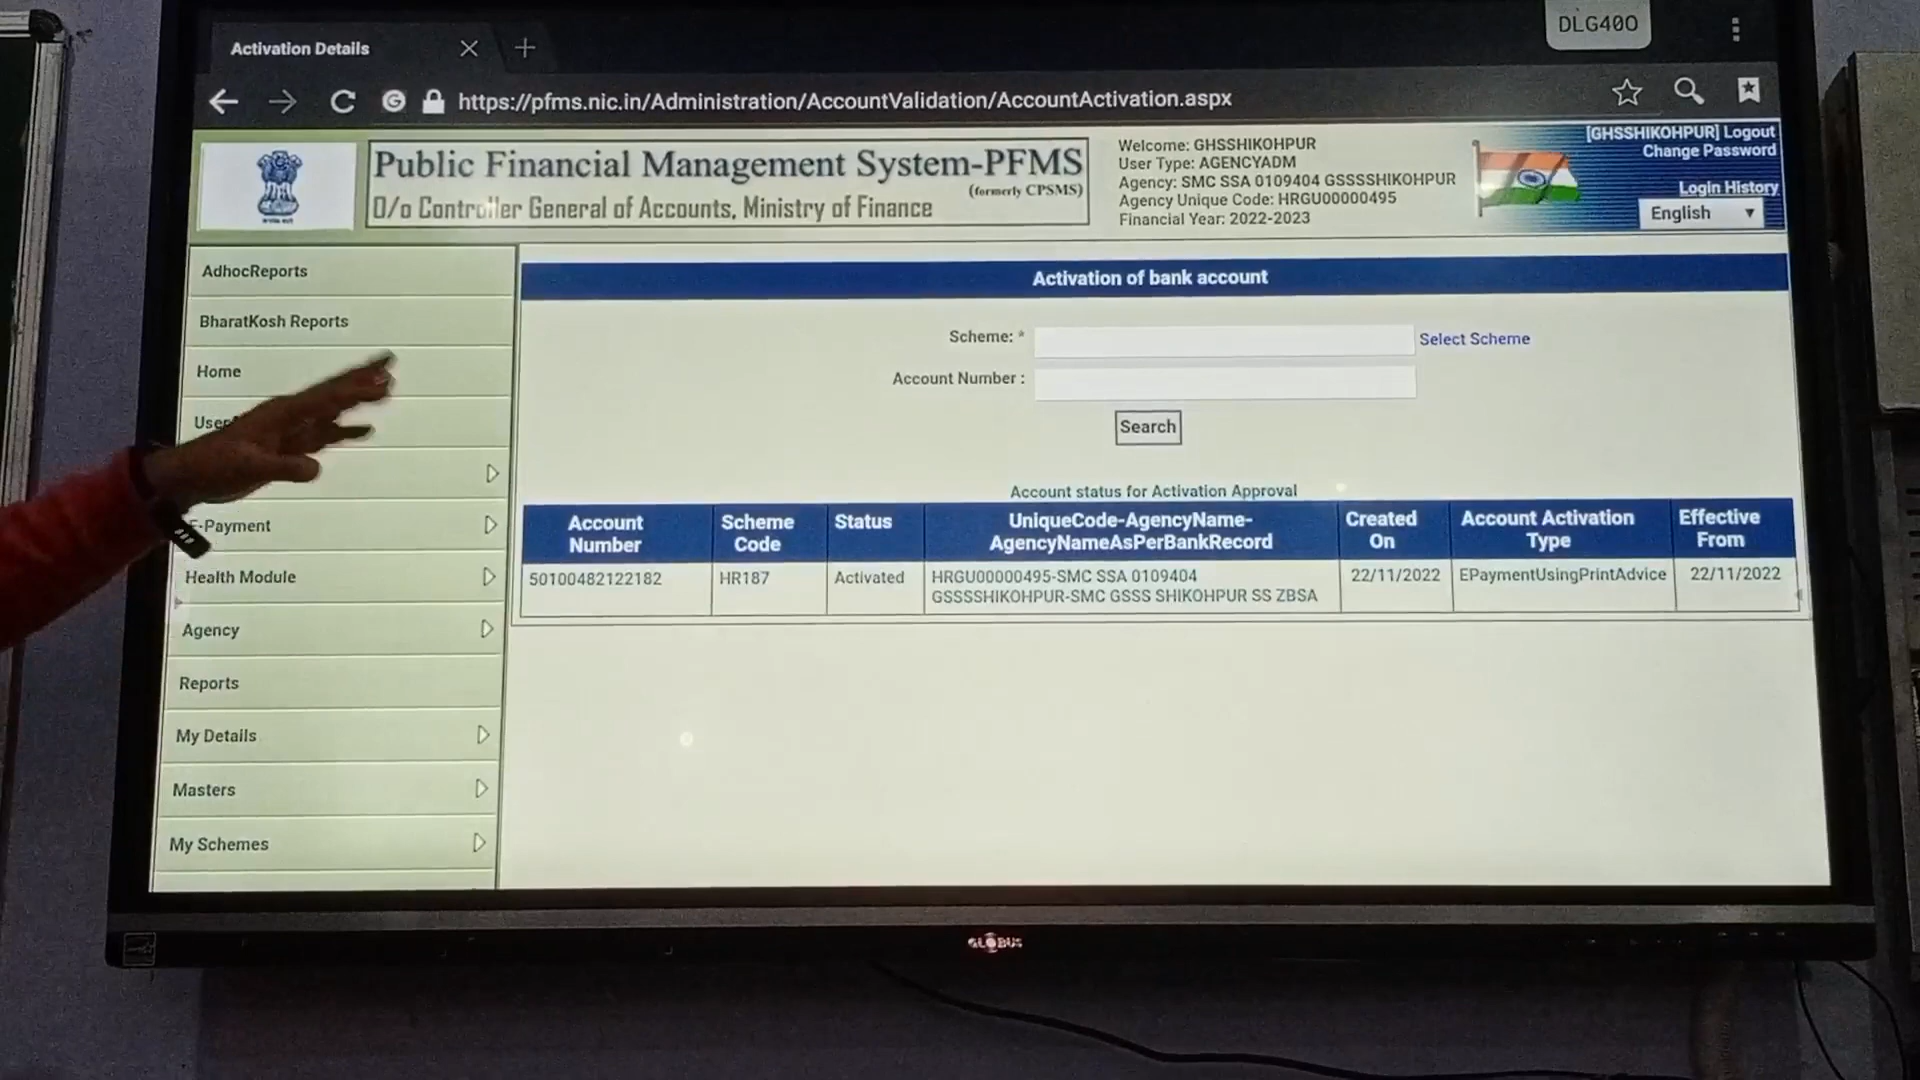 DLG40O
Activation Details
https://pfms.nic.in/Administration/AccountValidation/AccountActivation.aspx
Public Financial Management System-PFMS
(formerly CPSMS)
O/o Controller General of Accounts, Ministry of Finance
Welcome: GHSSHIKOHPUR
User Type: AGENCYADM
Agency: SMC SSA 0109404 GSSSSHIKOHPUR
Agency Unique Code: HRGU00000495
Financial Year: 2022-2023
[GHSSHIKOHPUR] Logout
Change Password
Login History
English
AdhocReports
BharatKosh Reports
Home
E-Payment
Health Module
Agency
Reports
My Details
Masters
My Schemes
Activation of bank account
Scheme: *
Select Scheme
Account Number :
Search
Account status for Activation Approval
Account Number
Scheme Code
Status
UniqueCode-AgencyName-
AgencyNameAsPerBankRecord
Created On
Account Activation Type
Effective From
50100482122182
HR187
Activated
HRGU00000495-SMC SSA 0109404
GSSSSHIKOHPUR-SMC GSSS SHIKOHPUR SS ZBSA
22/11/2022
EPaymentUsingPrintAdvice
22/11/2022
GLOBUS